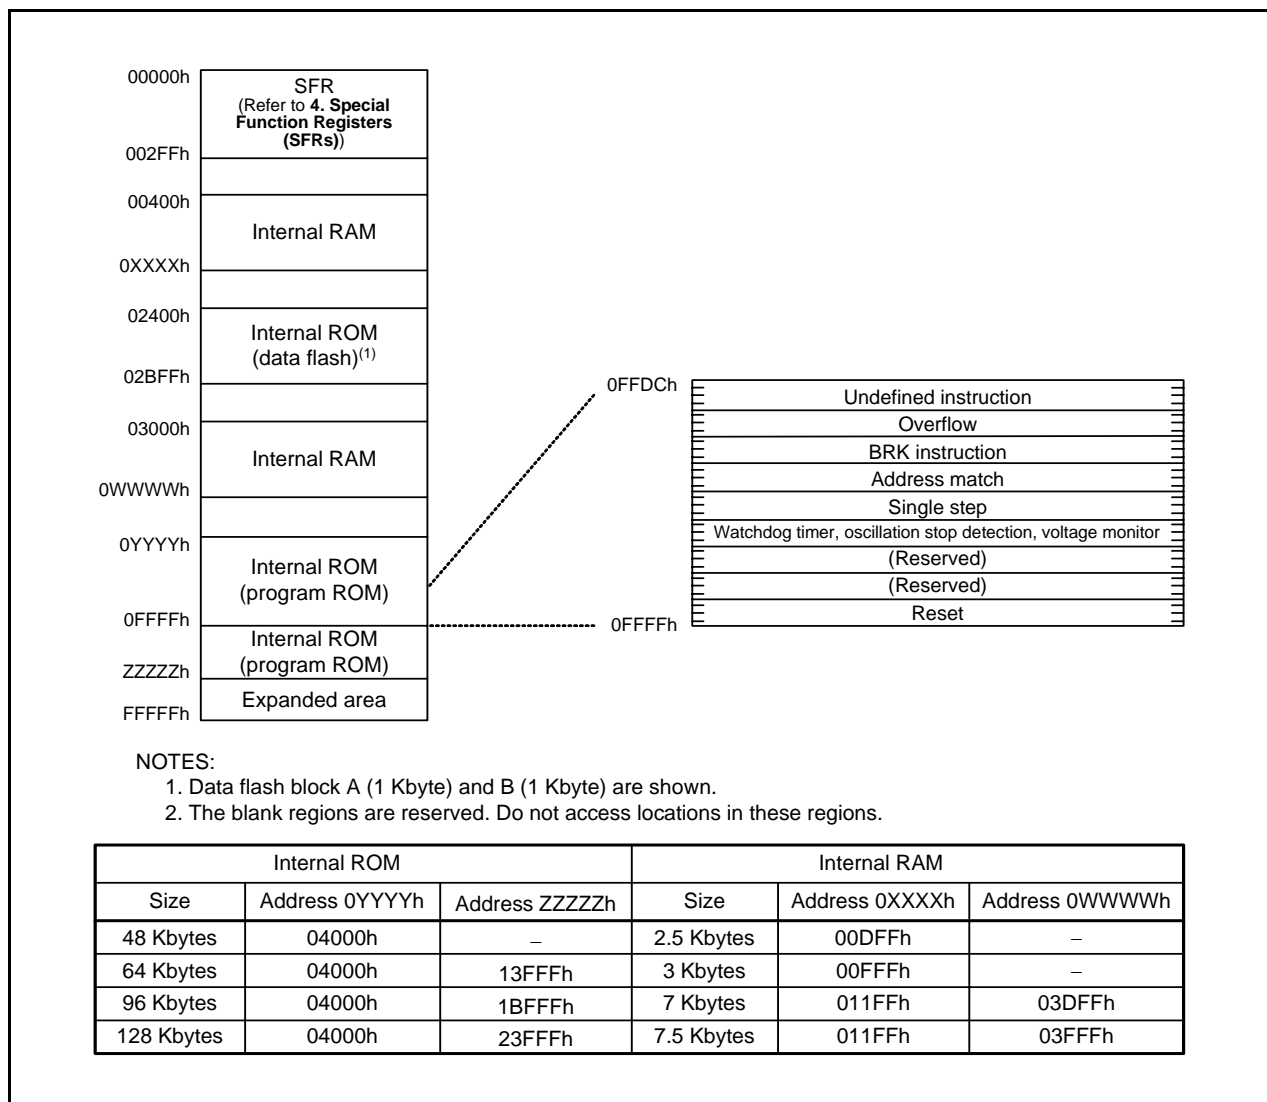 00000h
SFR
(Refer to 4. Special
Function Registers
(SFRs))
002FFh
00400h
Internal RAM
0XXXXh
02400h
Internal ROM
(data flash)(1)
02BFFh
03000h
Internal RAM
0WWWWh
0YYYYh
Internal ROM
(program ROM)
0FFFFh
Internal ROM
(program ROM)
ZZZZZh
Expanded area
FFFFFh
0FFDCh
Undefined instruction
Overflow
BRK instruction
Address match
Single step
Watchdog timer, oscillation stop detection, voltage monitor
(Reserved)
(Reserved)
Reset
0FFFFh
NOTES:
1. Data flash block A (1 Kbyte) and B (1 Kbyte) are shown.
2. The blank regions are reserved. Do not access locations in these regions.
Internal ROM Internal RAM
Size Address 0YYYYh Address ZZZZZh Size Address 0XXXXh Address 0WWWWh
48 Kbytes 04000h – 2.5 Kbytes 00DFFh –
64 Kbytes 04000h 13FFFh 3 Kbytes 00FFFh –
96 Kbytes 04000h 1BFFFh 7 Kbytes 011FFh 03DFFh
128 Kbytes 04000h 23FFFh 7.5 Kbytes 011FFh 03FFFh